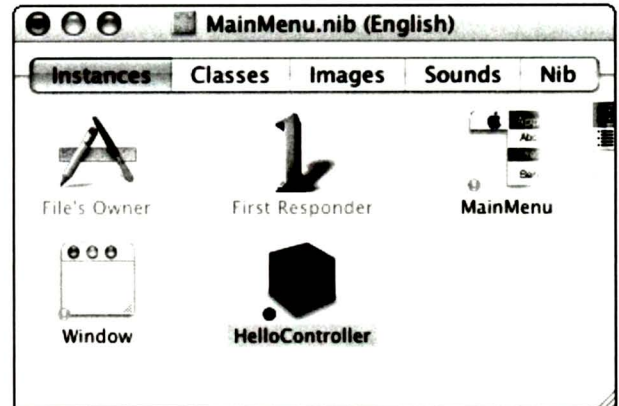 MainMenu.nib (English)
Instances Classes Images Sounds Nib
File's Owner First Responder MainMenu
Window HelloController